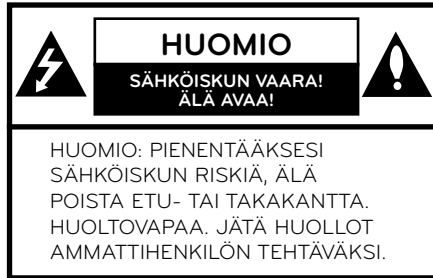 HUOMIO
SÄHKÖISKUN VAARA!
ÄLÄ AVAA!
HUOMIO: PIENENTÄÄKSESI
SÄHKÖISKUN RISKIÄ, ÄLÄ
POISTA ETU- TAI TAKAKANTTA.
HUOLTOVAPAA. JÄTÄ HUOLLOT
AMMATTIHENKILÖN TEHTÄVÄKSI.